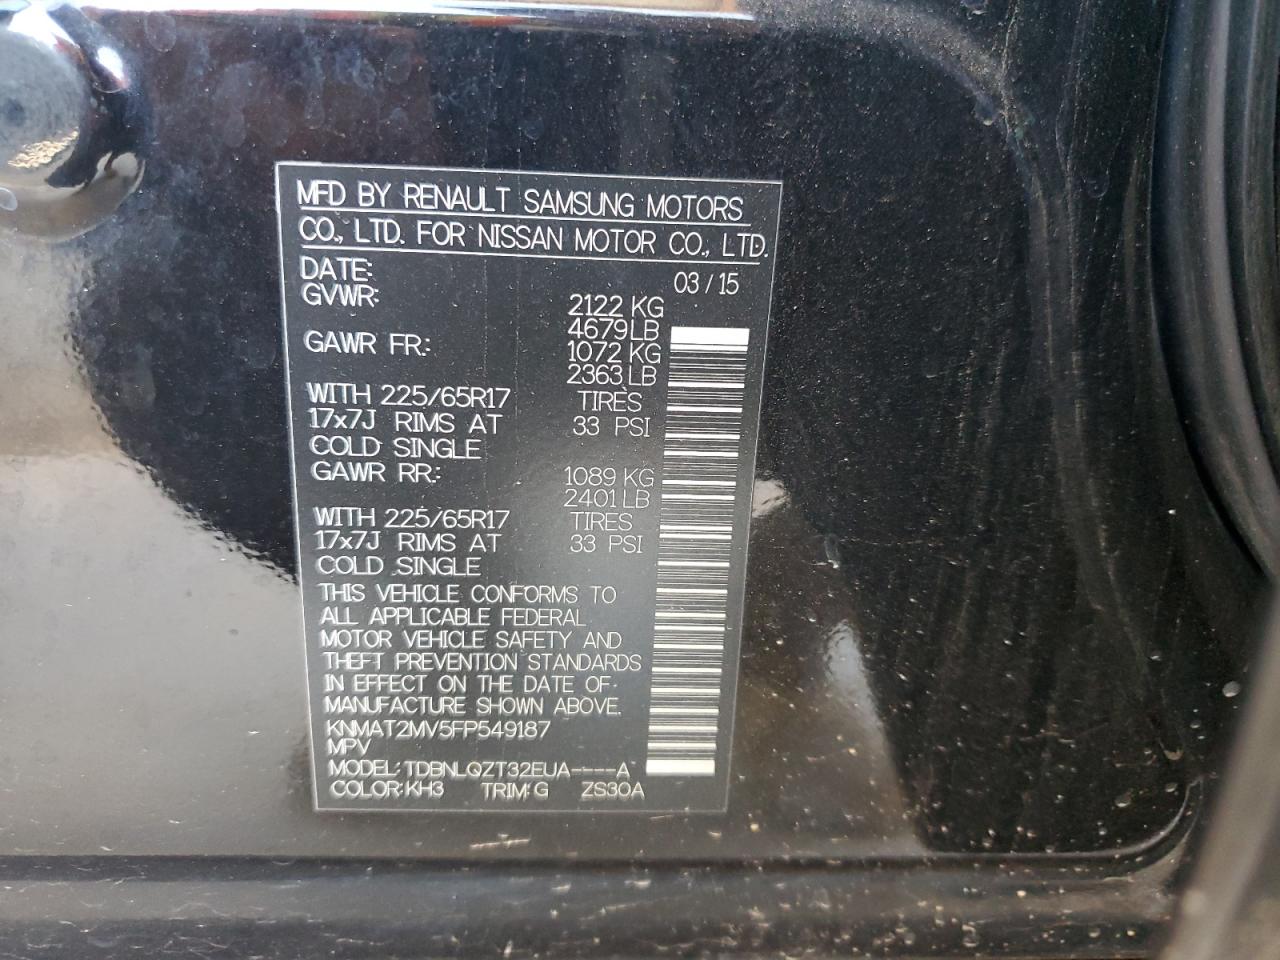 MFD BY RENAULT SAMSUNG MOTORS
CO., LTD. FOR NISSAN MOTOR CO., LTD.
DATE: 03 / 15
GVWR: 2122 KG
4679 LB
GAWR FR: 1072 KG
2363 LB
WITH 225/65R17 TIRES
17x7J RIMS AT 33 PSI
COLD SINGLE
GAWR RR: 1089 KG
2401 LB
WITH 225/65R17 TIRES
17x7J RIMS AT 33 PSI
COLD SINGLE
THIS VEHICLE CONFORMS TO
ALL APPLICABLE FEDERAL
MOTOR VEHICLE SAFETY AND
THEFT PREVENTION STANDARDS
IN EFFECT ON THE DATE OF
MANUFACTURE SHOWN ABOVE.
KNMAT2MV5FP549187
MPV
MODEL: TDBNLQZT32EUA----A
COLOR: KH3 TRIM: G ZS30A